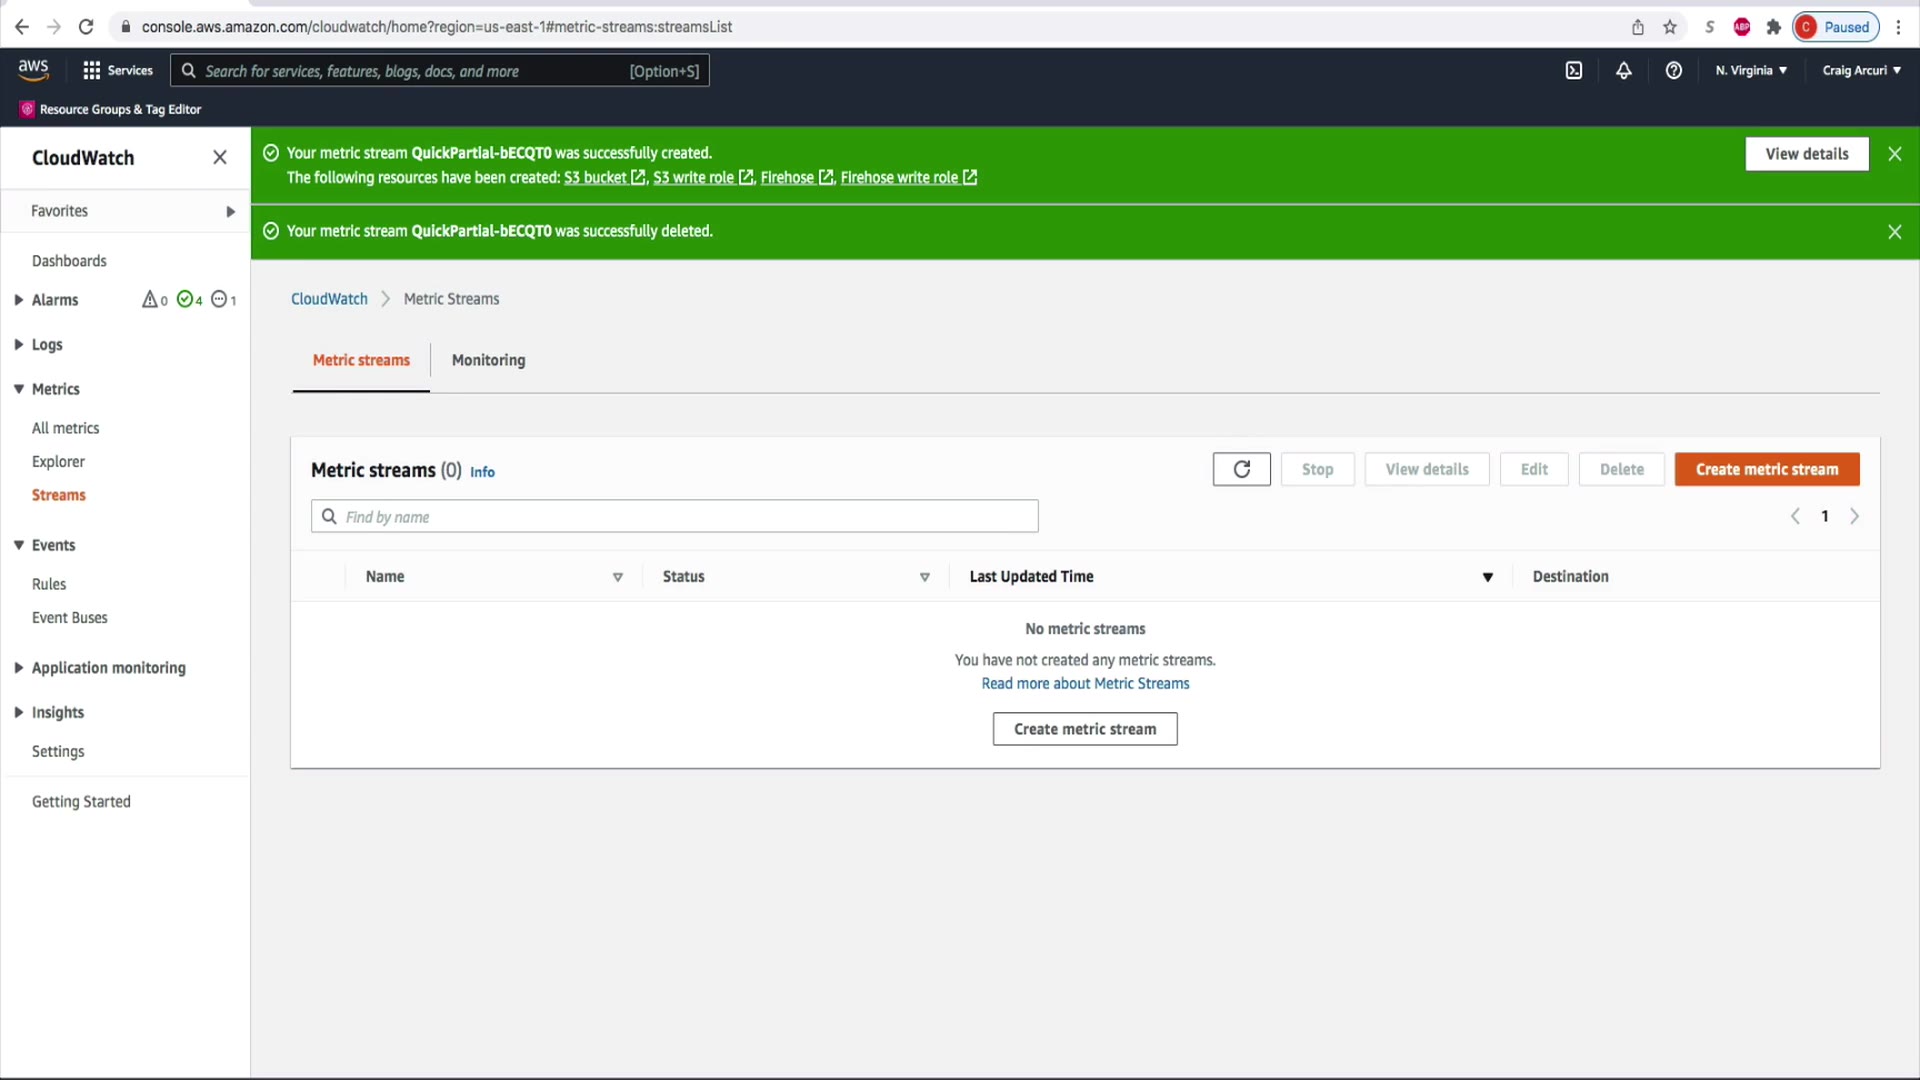 console.aws.amazon.com/cloudwatch/home?region=us-east-1#metric-streams:streamsList
S
ABP
C Paused
aws
Services
Search for services, features, blogs, docs, and more [Option+S]
N. Virginia
Craig Arcuri
Resource Groups & Tag Editor
CloudWatch
Favorites
Dashboards
Alarms 0 4 1
Logs
Metrics
All metrics
Explorer
Streams
Events
Rules
Event Buses
Application monitoring
Insights
Settings
Getting Started
Your metric stream QuickPartial-bECQT0 was successfully created.
The following resources have been created: S3 bucket, S3 write role, Firehose, Firehose write role
View details
Your metric stream QuickPartial-bECQT0 was successfully deleted.
CloudWatch Metric Streams
Metric streams Monitoring
Metric streams (0) Info
Stop View details Edit Delete Create metric stream
Find by name
1
Name Status Last Updated Time Destination
No metric streams
You have not created any metric streams.
Read more about Metric Streams
Create metric stream